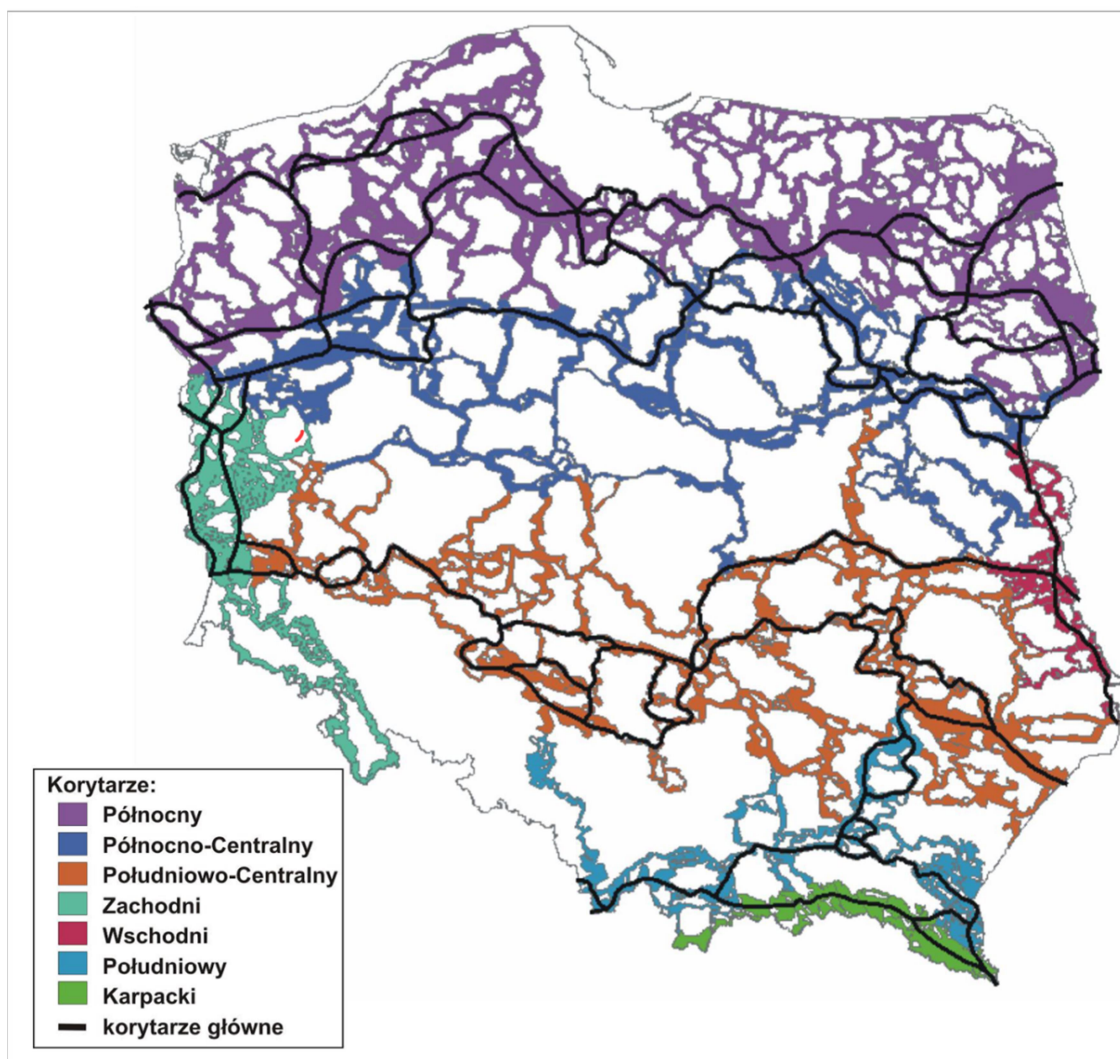 Korytarze:
Północny
Północno-Centralny
Południowo-Centralny
Zachodni
Wschodni
Południowy
Karpacki
korytarze główne